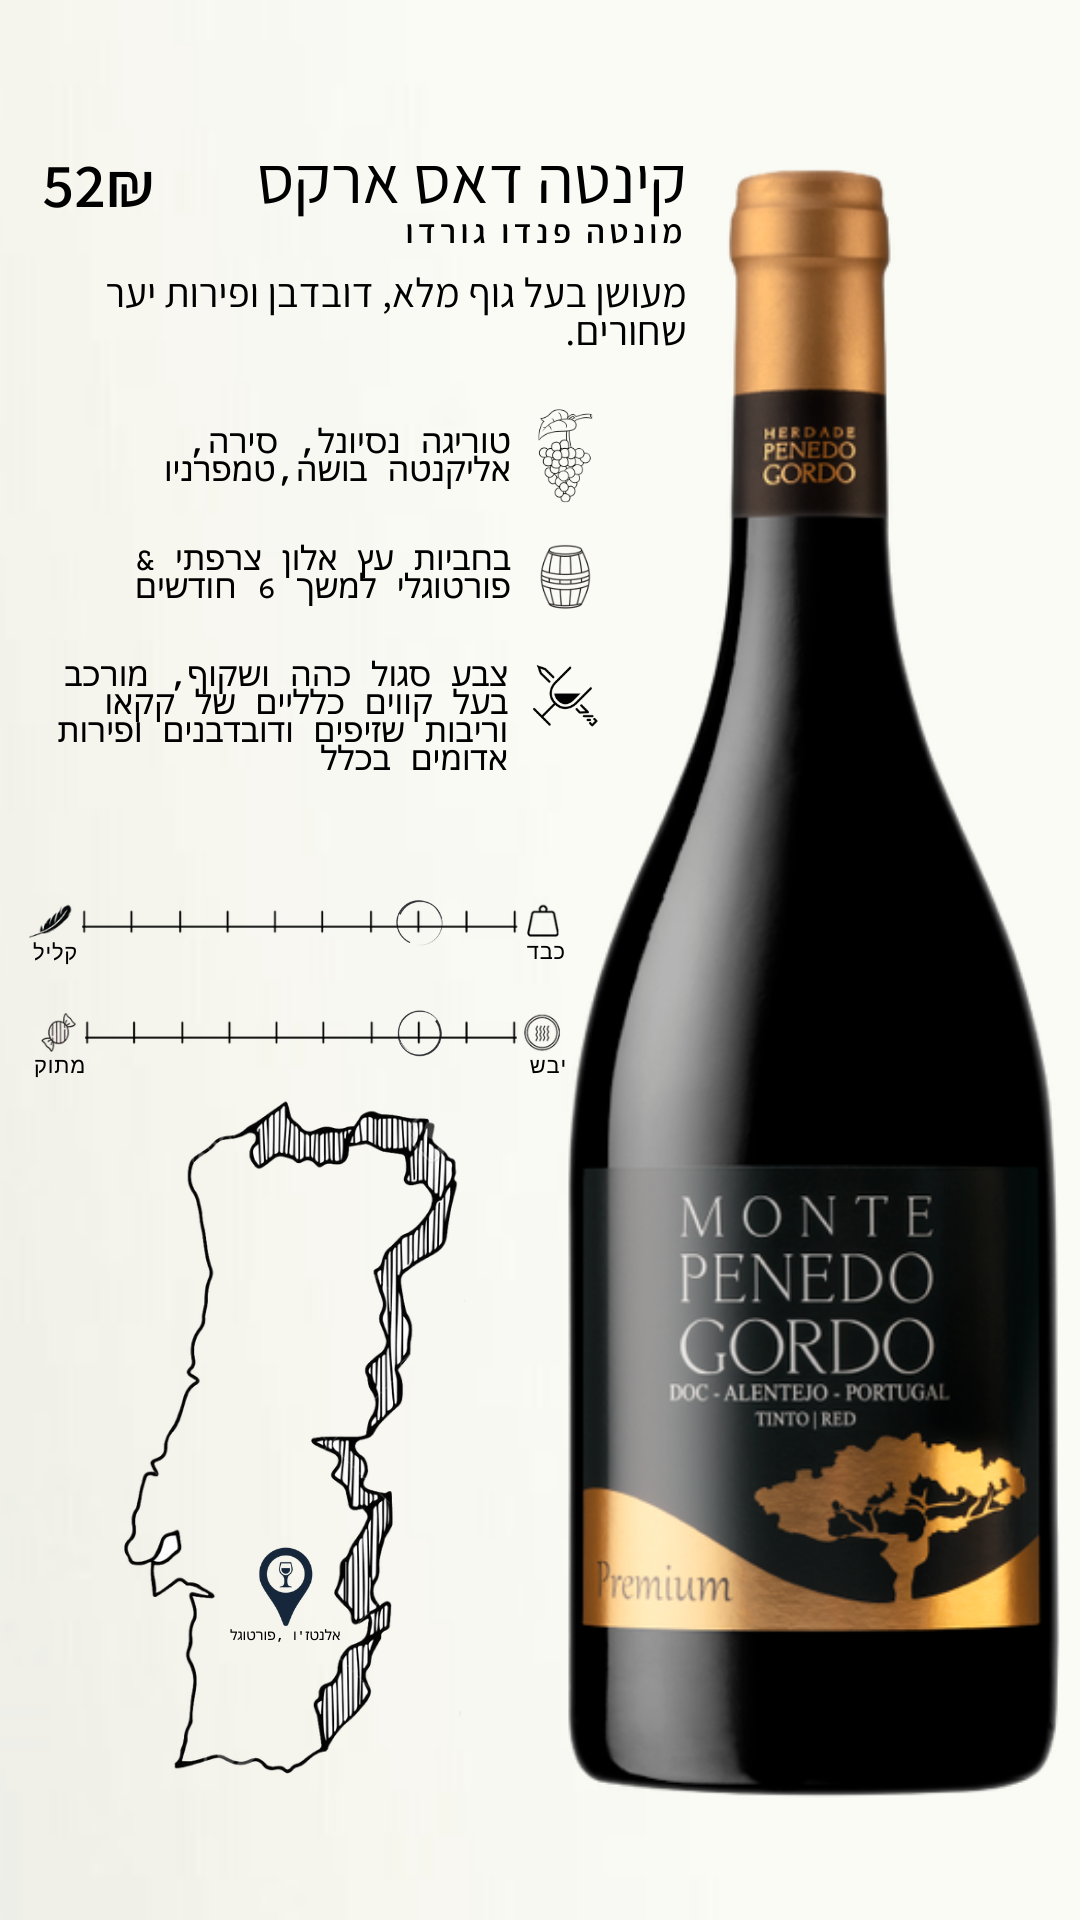 קינטה דאס ארקס
52₪
מונטה פנדו גורדו
מעושן בעל גוף מלא, דובדבן ופירות יער
שחורים.
טוריגה נסיונל, סירה,
אליקנטה בושה,טמפרניו
בחביות עץ אלון צרפתי &
פורטוגלי למשך 6 חודשים
צבע סגול כהה ושקוף, מורכב
בעל קווים כלליים של קקאו
וריבות שזיפים ודובדבנים ופירות
אדומים בכלל
כבד
קליל
יבש
מתוק
אלנטז'ו ,פורטוגל
HERDADE
PENEDO
GORDO
MONTE
PENEDO
GORDO
DOC - ALENTEJO - PORTUGAL
TINTO | RED
Premium